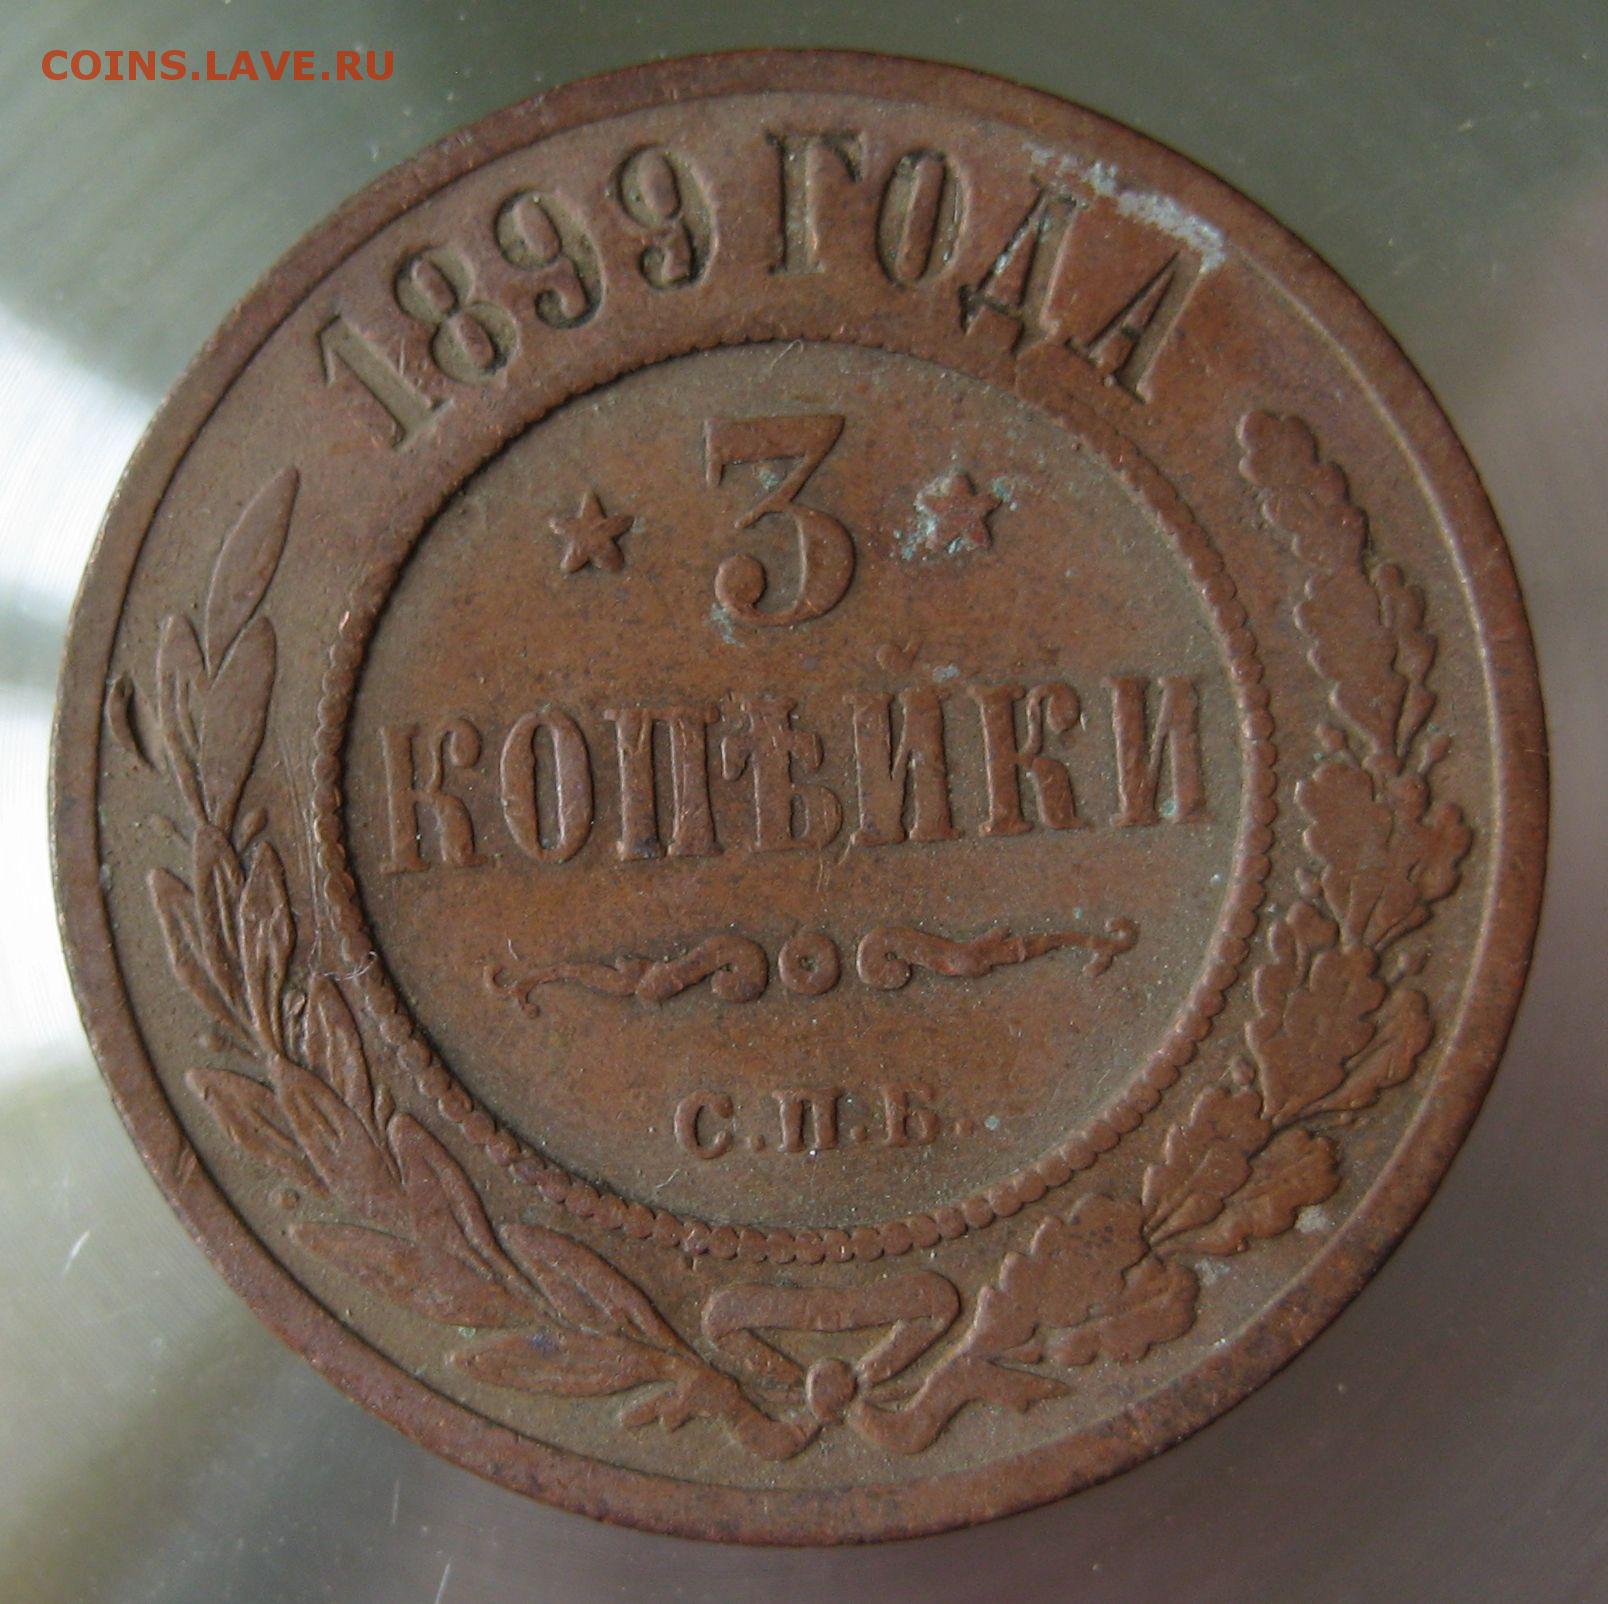 COINS.LAVE.RU
1899 ГОДА
* 3 *
КОПѢЙКИ
С.П.Б.